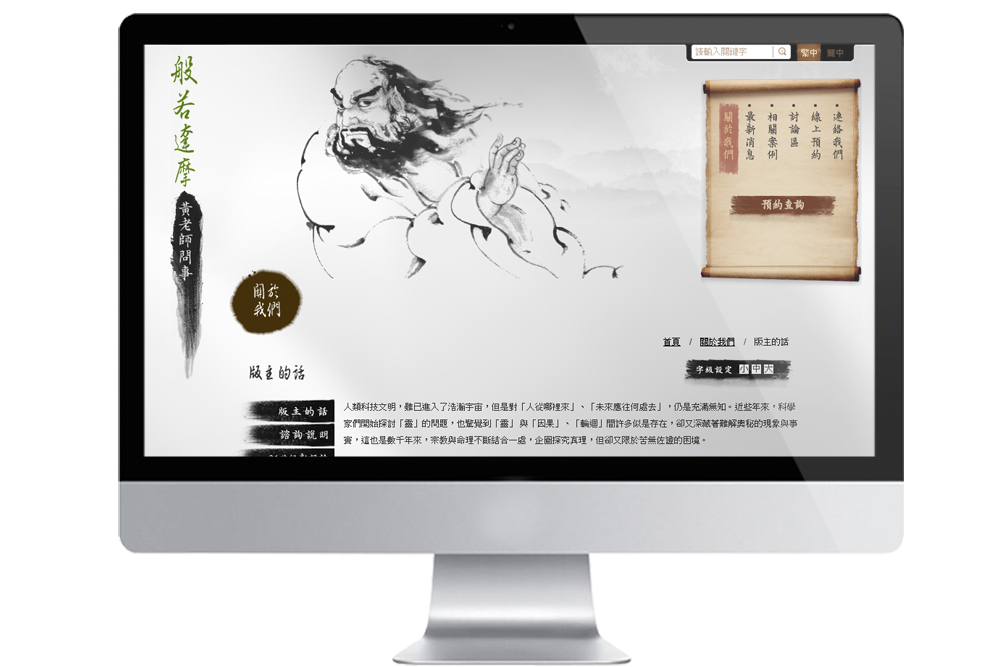 般若達摩
黃老師問事
請輸入關鍵字
繁中
簡中
關於我們
最新消息
相關案例
討論區
線上預約
連絡我們
預約查詢
關於
我們
首頁 / 關於我們 / 版主的話
字級設定 小 中 大
版主的話
版主的話
諮詢說明
人類科技文明，雖已進入了浩瀚宇宙，但是對「人從哪裡來」、「未來應往何處去」，仍是充滿無知。近些年來，科學
家們開始探討「靈」的問題，也驚覺到「靈」與「因果」、「輪迴」間許多似是存在，卻又深藏著難解奧秘的現象與事
實，這也是數千年來，宗教與命理不斷結合一處，企圖探究真理，但卻又限於苦無佐證的困境。